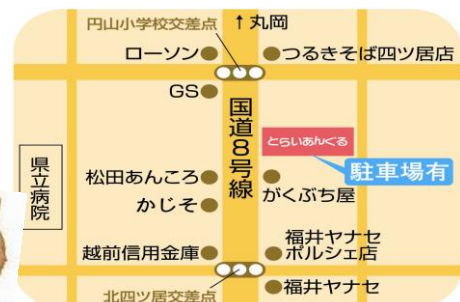 円山小学校交差点
↑丸岡
ローソン
つるきそば四ツ居店
GS
国道8号線
とらいあんぐる
駐車場有
県立病院
松田あんころ
がくぶち屋
かじそ
越前信用金庫
福井ヤナセ
ポルシェ店
北四ツ居交差点
福井ヤナセ